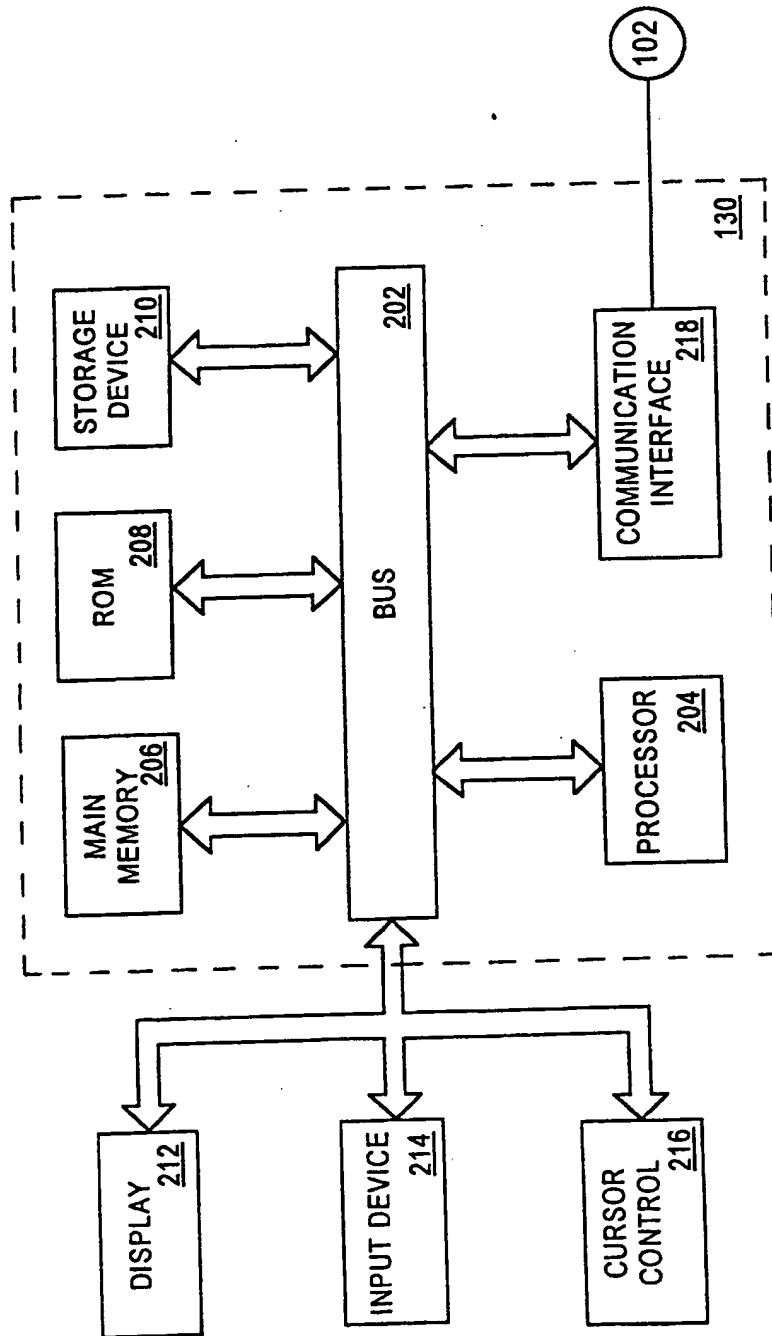 DISPLAY
212
INPUT DEVICE
214
CURSOR
CONTROL
216
MAIN
MEMORY
206
ROM
208
STORAGE
DEVICE
210
BUS
202
PROCESSOR
204
COMMUNICATION
INTERFACE
218
130
102